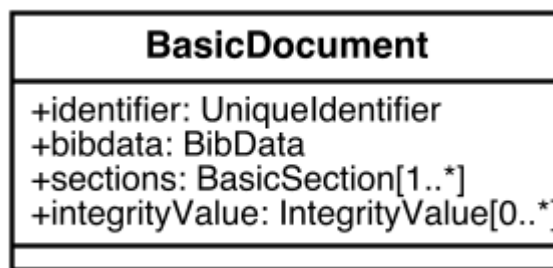 BasicDocument
+identifier: UniqueIdentifier
+bibdata: BibData
+sections: BasicSection[1..*]
+integrityValue: IntegrityValue[0..*]